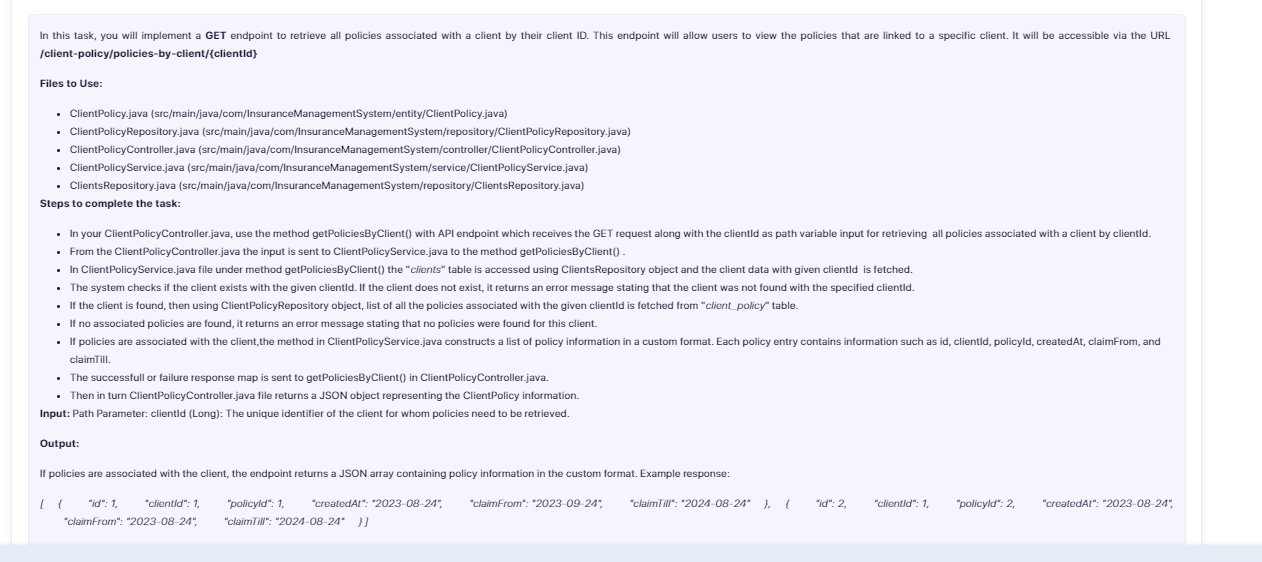 In this task, you will implement a GET endpoint to retrieve all policies associated with a client by their client ID. This endpoint will allow users to view the policies that are linked to a specific client. It will be accessible via the URL
/client-policy/policies-by-client/{clientId}
Files to Use:
• ClientPolicy.java (src/main/java/com/InsuranceManagementSystem/entity/ClientPolicy.java)
• ClientPolicyRepository.java (src/main/java/com/InsuranceManagementSystem/repository/ClientPolicyRepository.java)
• ClientPolicyController.java (src/main/java/com/InsuranceManagementSystem/controller/ClientPolicyController.java)
• ClientPolicyService.java (src/main/java/com/InsuranceManagementSystem/service/ClientPolicyService.java)
• ClientsRepository.java (src/main/java/com/InsuranceManagementSystem/repository/ClientsRepository.java)
Steps to complete the task:
• In your ClientPolicyController.java, use the method getPoliciesByClient() with API endpoint which receives the GET request along with the clientId as path variable input for retrieving all policies associated with a client by clientId.
• From the ClientPolicyController.java the input is sent to ClientPolicyService.java to the method getPoliciesByClient() .
• In ClientPolicyService.java file under method getPoliciesByClient() the "clients" table is accessed using ClientsRepository object and the client data with given clientId is fetched.
• The system checks if the client exists with the given clientId. If the client does not exist, it returns an error message stating that the client was not found with the specified clientId.
• If the client is found, then using ClientPolicyRepository object, list of all the policies associated with the given clientId is fetched from "client_policy" table.
• If no associated policies are found, it returns an error message stating that no policies were found for this client.
• If policies are associated with the client,the method in ClientPolicyService.java constructs a list of policy information in a custom format. Each policy entry contains information such as id, clientId, policyId, createdAt, claimFrom, and
claimTill.
• The successfull or failure response map is sent to getPoliciesByClient() in ClientPolicyController.java.
• Then in turn ClientPolicyController.java file returns a JSON object representing the ClientPolicy information.
Input: Path Parameter: clientId (Long): The unique identifier of the client for whom policies need to be retrieved.
Output:
If policies are associated with the client, the endpoint returns a JSON array containing policy information in the custom format. Example response:
[ { "id": 1, "clientId": 1, "policyId": 1, "createdAt": "2023-08-24", "claimFrom": "2023-09-24", "claimTill": "2024-08-24" }, { "id": 2, "clientId": 1, "policyId": 2, "createdAt": "2023-08-24",
"claimFrom": "2023-08-24", "claimTill": "2024-08-24" } ]